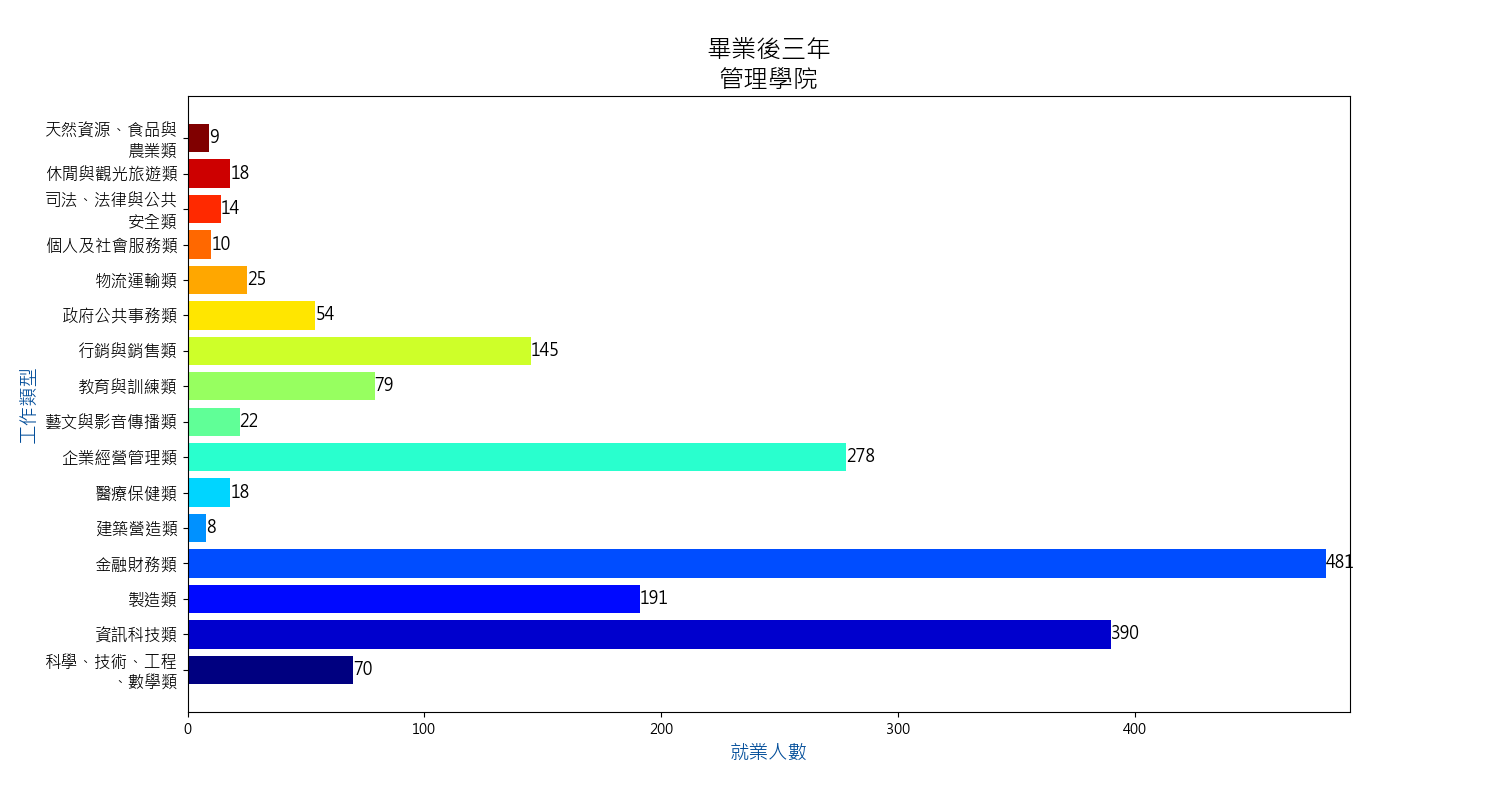 畢業後三年
管理學院
天然資源、食品與
農業類
9
休閒與觀光旅遊類
18
司法、法律與公共
安全類
14
個人及社會服務類
10
物流運輸類
25
政府公共事務類
54
行銷與銷售類
145
教育與訓練類
79
藝文與影音傳播類
22
企業經營管理類
278
醫療保健類
18
建築營造類
8
金融財務類
481
製造類
191
資訊科技類
390
科學、技術、工程
、數學類
70
工作類型
0
100
200
300
400
就業人數